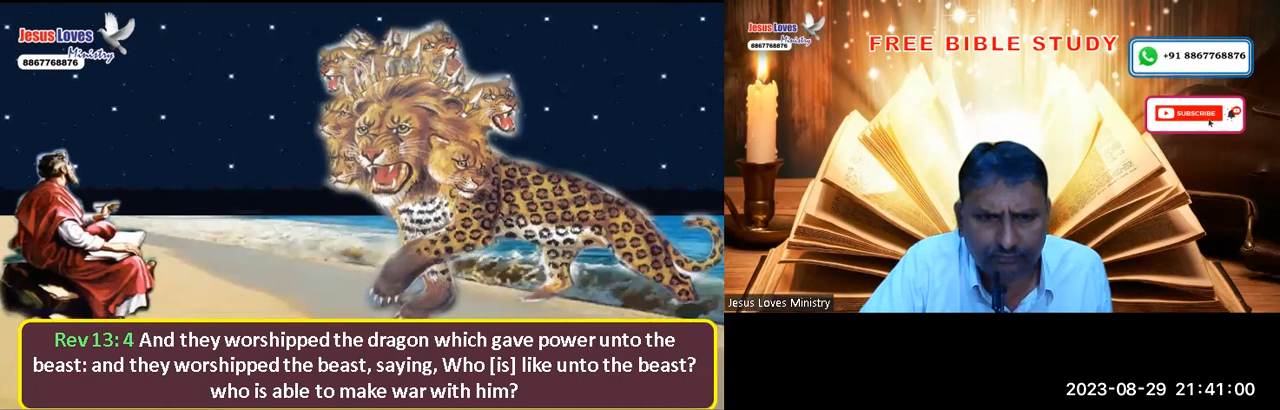 Jesus Loves
Ministry
8867768876
Rev 13: 4 And they worshipped the dragon which gave power unto the
beast: and they worshipped the beast, saying, Who [is] like unto the beast?
who is able to make war with him?
Jesus Loves
Ministry
8867768876
FREE BIBLE STUDY
+91 8867768876
SUBSCRIBE
Jesus Loves Ministry
2023-08-29 21:41:00